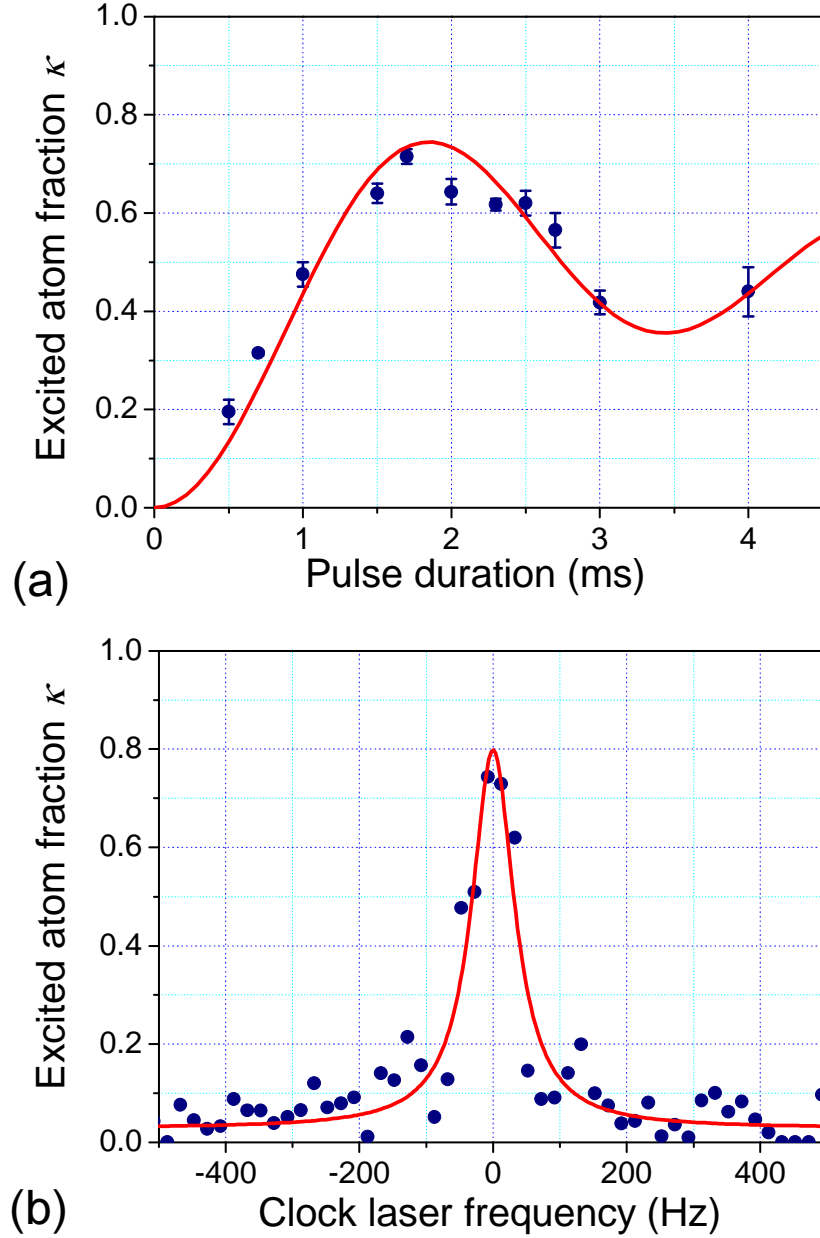 Excited atom fraction κ
1.0
0.8
0.6
0.4
0.2
0.0
0 1 2 3 4
Pulse duration (ms)
(a)
Excited atom fraction κ
1.0
0.8
0.6
0.4
0.2
0.0
-400 -200 0 200 400
Clock laser frequency (Hz)
(b)